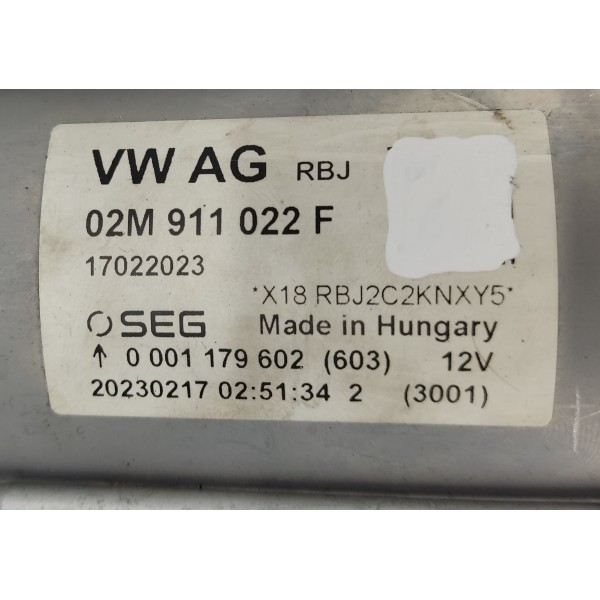 VW AG RBJ
02M 911 022 F
17022023
*X18 RBJ2C2KNXY5*
SEG Made in Hungary
↑ 0 001 179 602 (603) 12V
20230217 02:51:34 2 (3001)